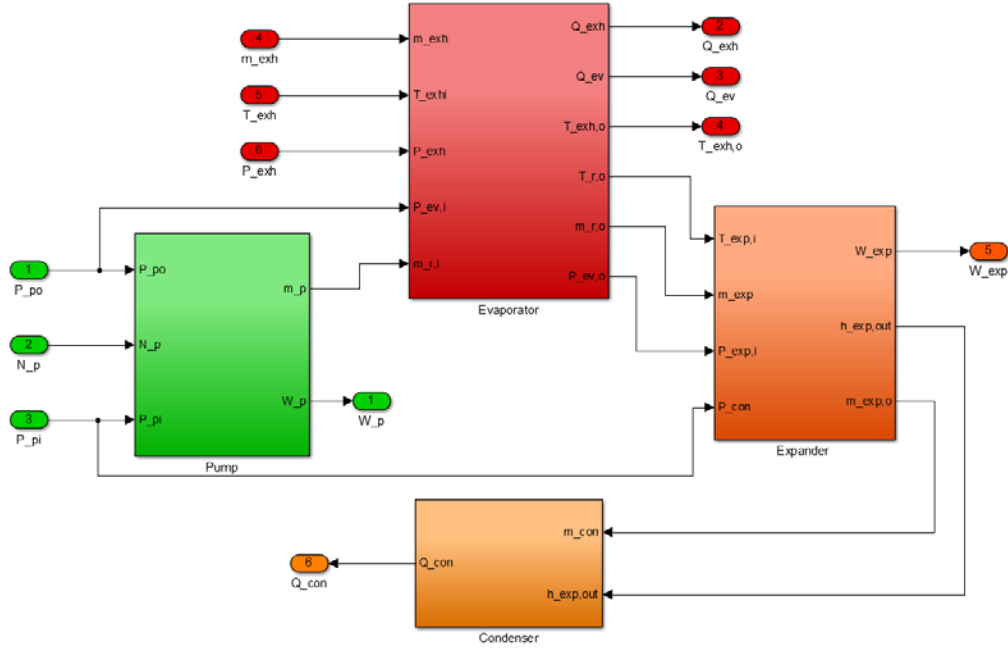 4
m_exh
5
T_exh
6
P_exh
m_exh
T_exhi
P_exh
P_ev,i
m_r,i
Q_exh
Q_ev
T_exh,o
T_r,o
m_r,o
P_ev,o
Evaporator
2
Q_exh
3
Q_ev
4
T_exh,o
1
P_po
2
N_p
3
P_pi
P_po
N_p
P_pi
m_p
W_p
Pump
1
W_p
T_exp,i
m_exp
P_exp,i
P_con
W_exp
h_exp,out
m_exp,o
Expander
5
W_exp
6
Q_con
Q_con
m_con
h_exp,out
Condenser